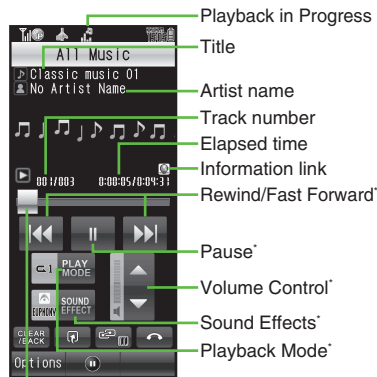 Playback in Progress
All Music
Title
Classic music 01
No Artist Name
Artist name
Track number
Elapsed time
001/003
0:00:05/0:04:31
Information link
Rewind/Fast Forward*
Pause*
1
PLAY
MODE
Volume Control*
EUPHONY
SOUND
EFFECT
Sound Effects*
CLEAR
/BACK
Playback Mode*
Options